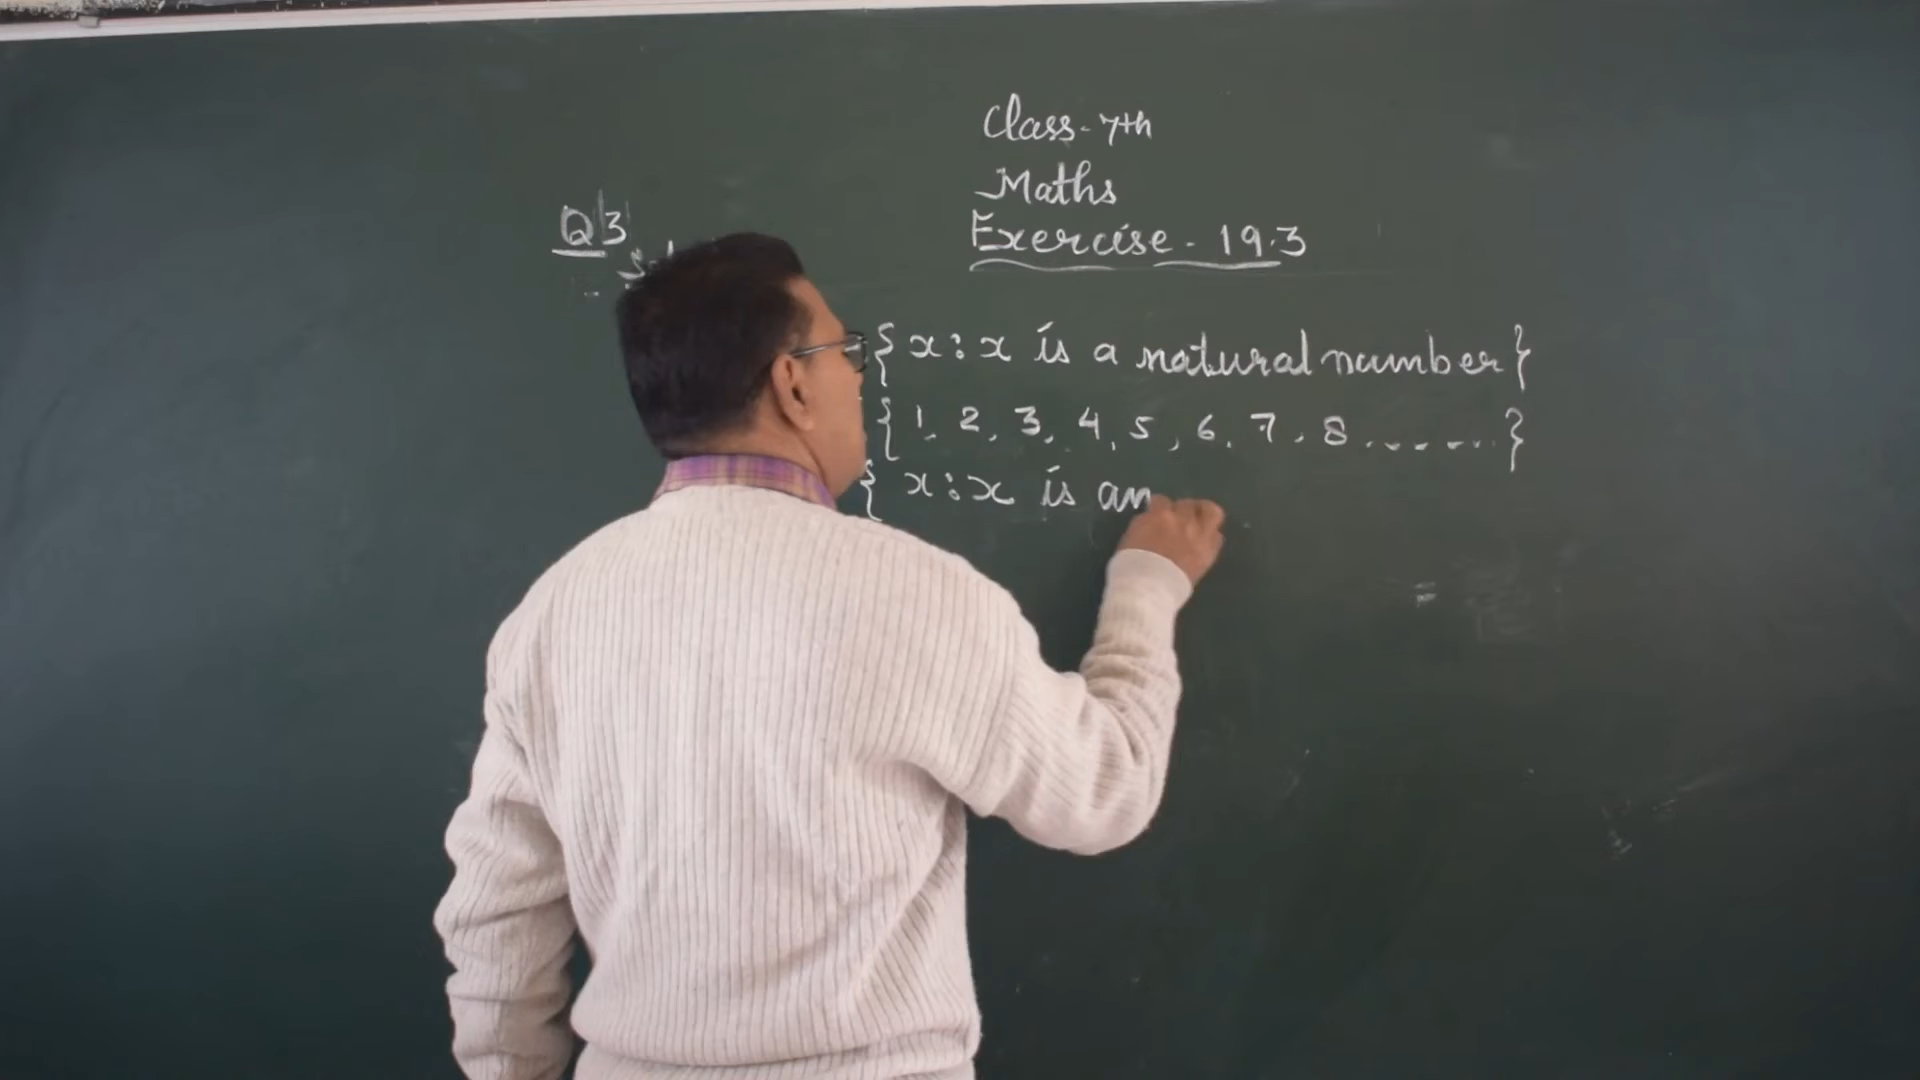 Class-7th
Maths
Exercise-19.3
Q 3
{x:x is a natural number}
{1, 2, 3, 4, 5, 6, 7, 8.......}
{x:x is an